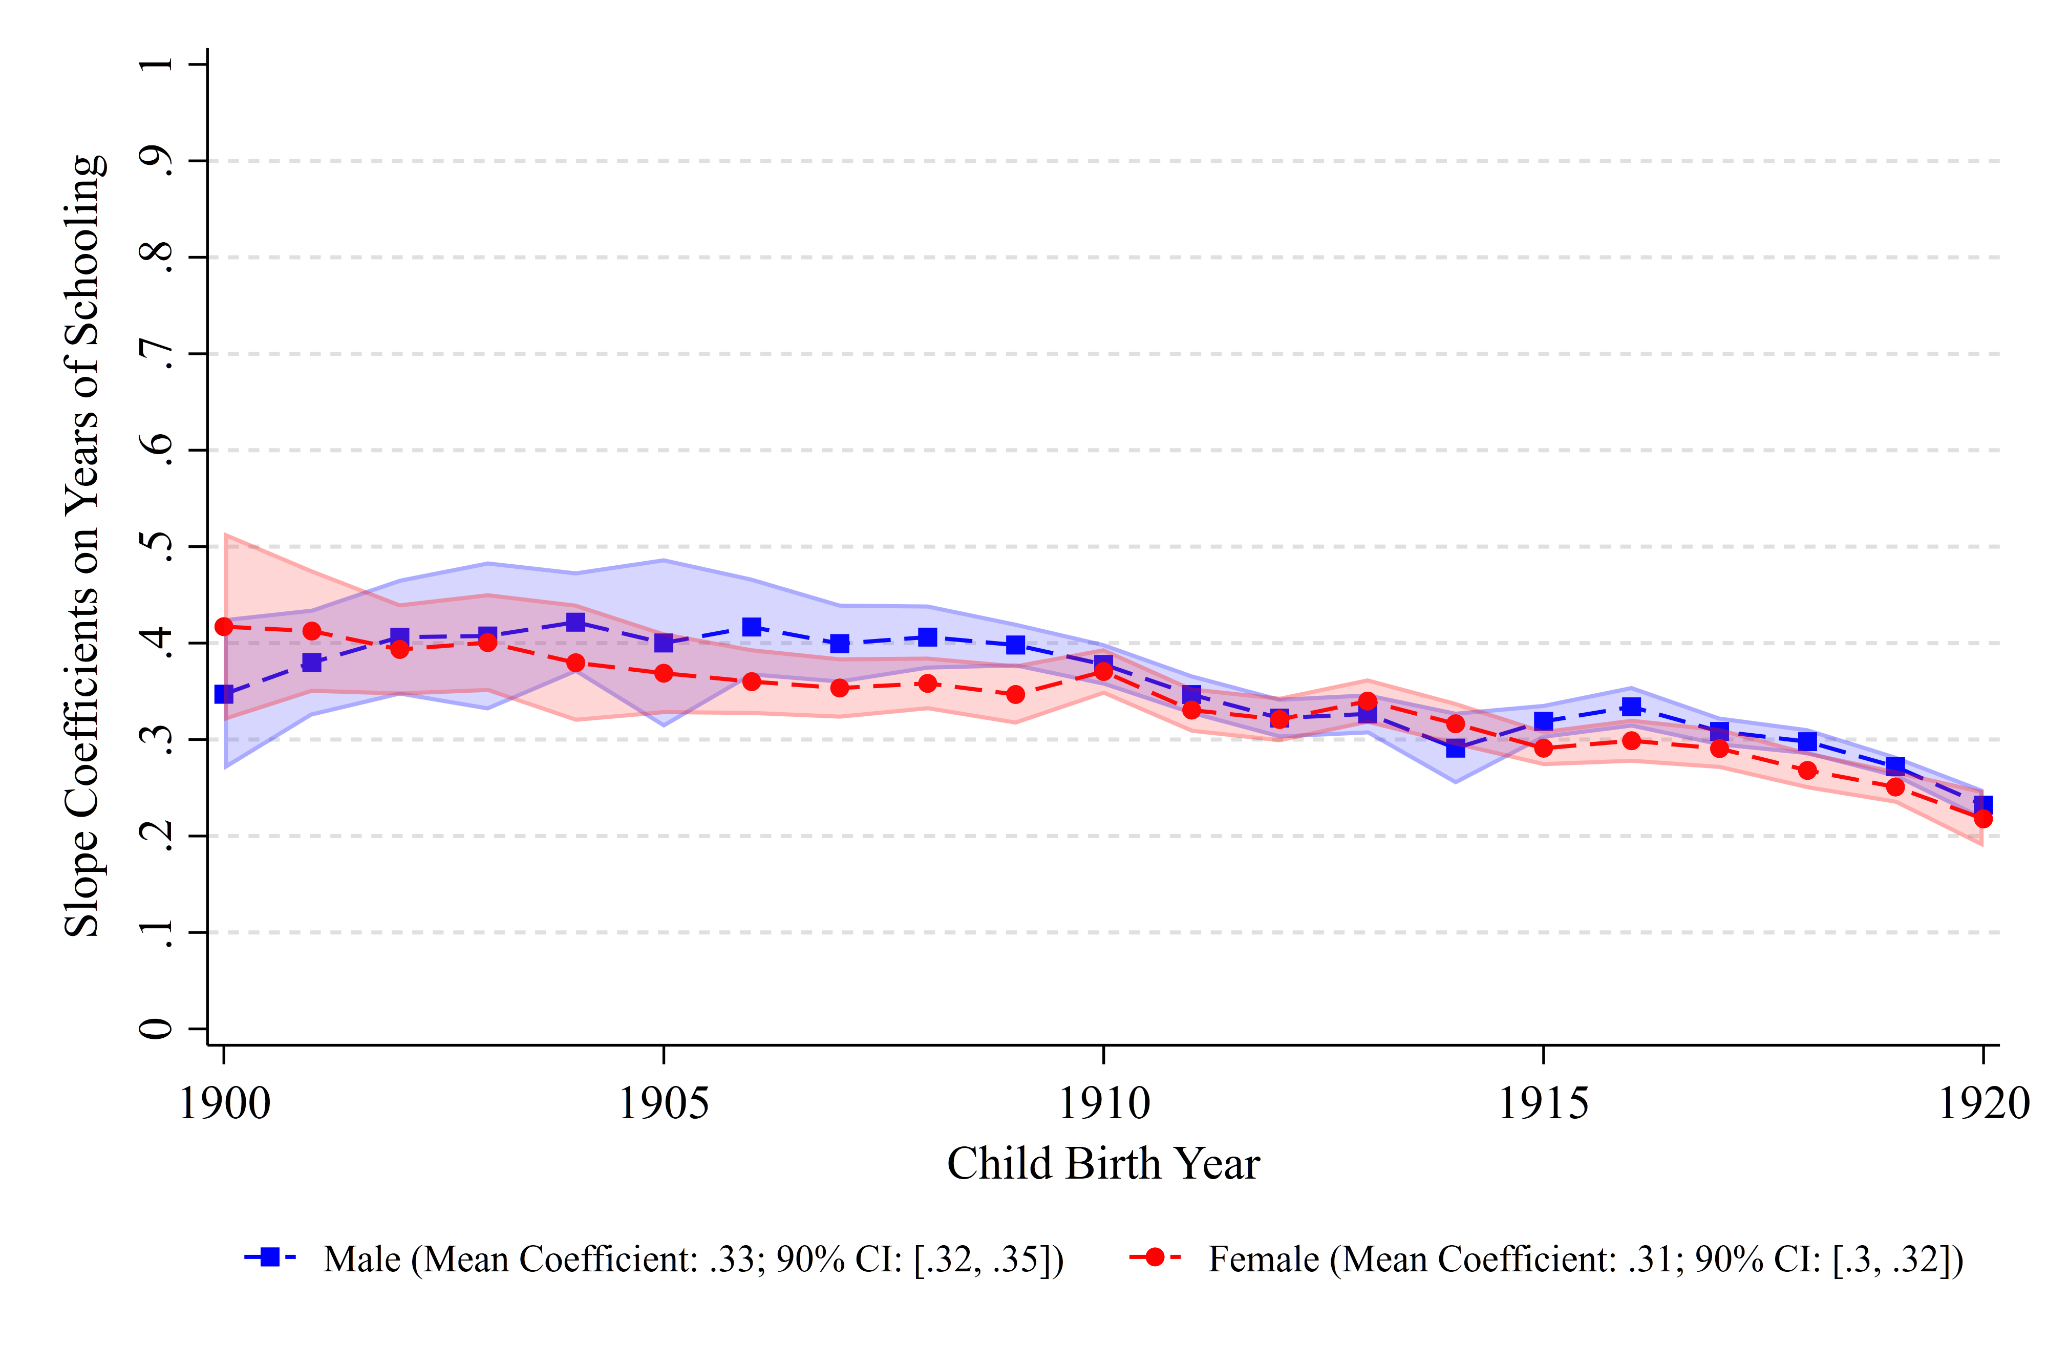 Slope Coefficients on Years of Schooling
1
.9
.8
.7
.6
.5
.4
.3
.2
.1
0
1900 1905 1910 1915 1920
Child Birth Year
Male (Mean Coefficient: .33; 90% CI: [.32, .35]) Female (Mean Coefficient: .31; 90% CI: [.3, .32])